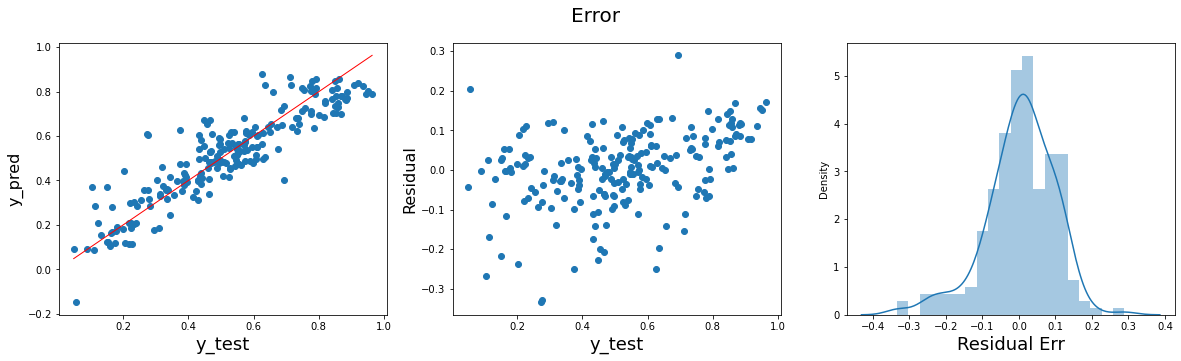 Error
y_pred
1.0
0.8
0.6
0.4
0.2
0.0
−0.2
0.2 0.4 0.6 0.8 1.0
y_test
Residual
0.3
0.2
0.1
0.0
−0.1
−0.2
−0.3
0.2 0.4 0.6 0.8 1.0
y_test
Density
5
4
3
2
1
0
−0.4 −0.3 −0.2 −0.1 0.0 0.1 0.2 0.3 0.4
Residual Err